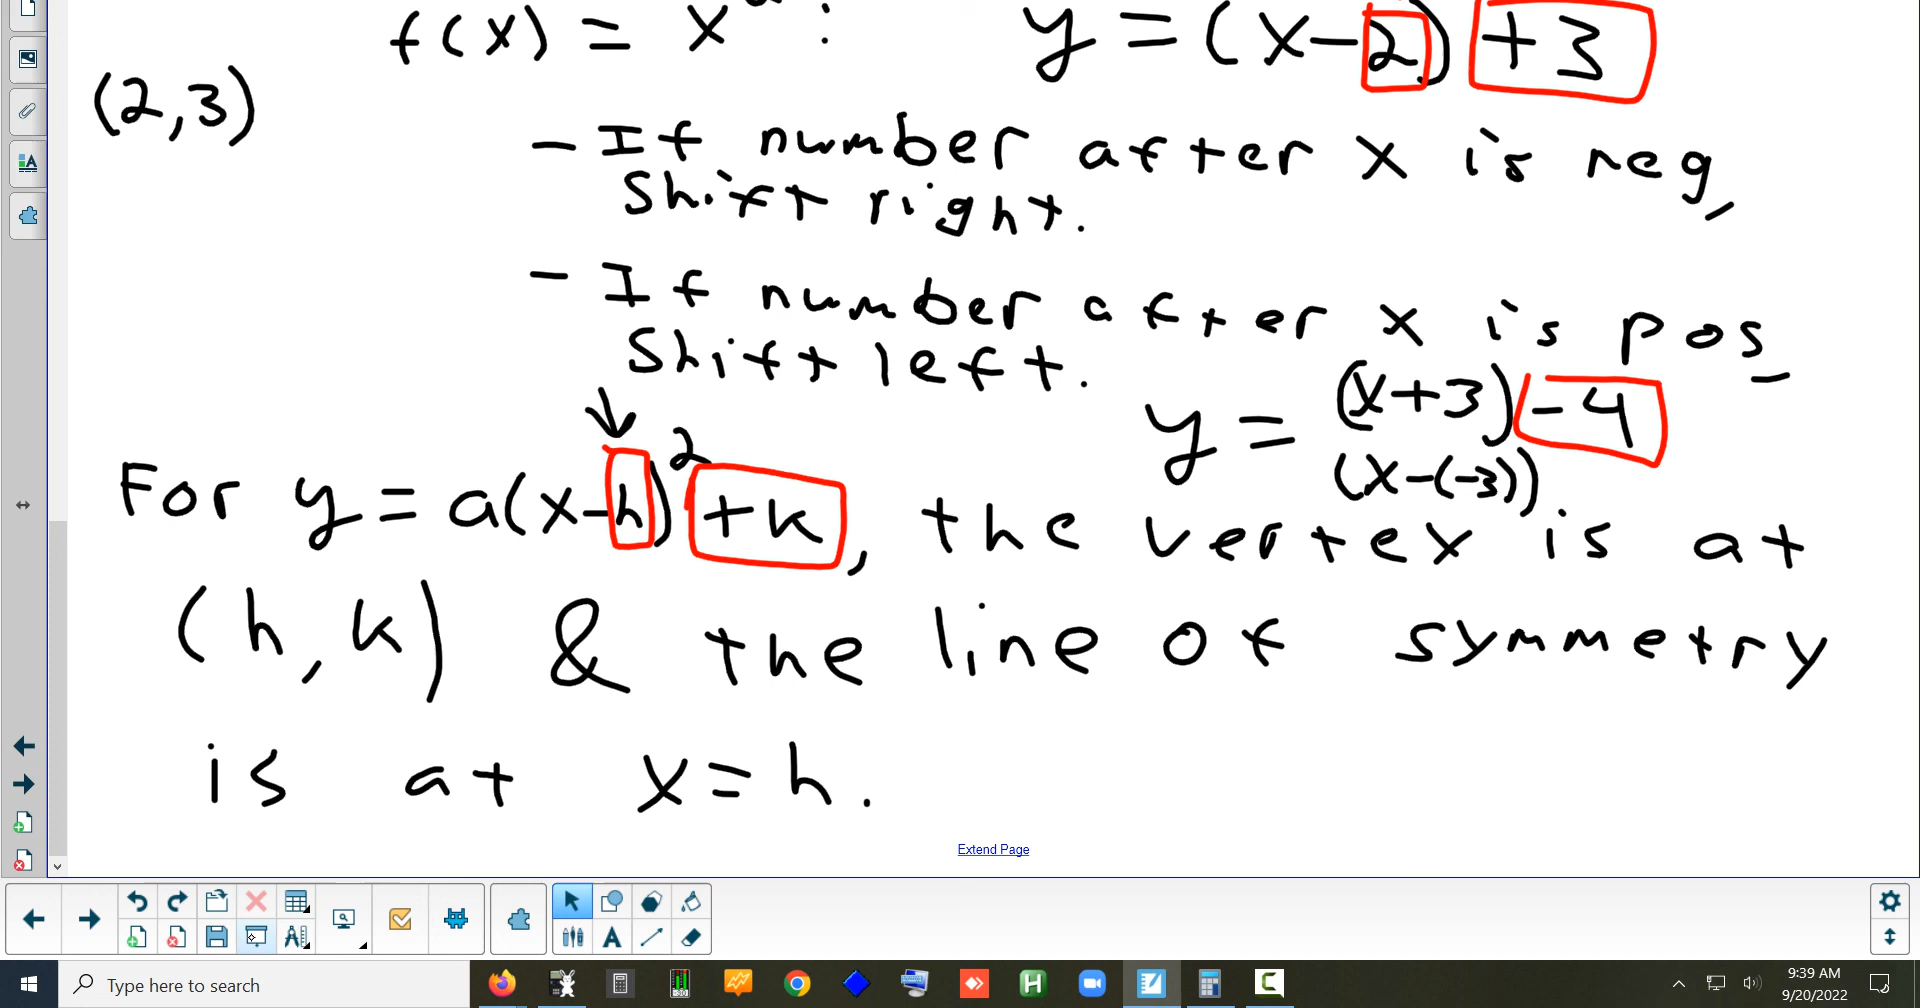 f(x) = x² : y = (x-2) +3
(2,3)
- If number after x is neg,
shift right.
- If number after x is pos,
shift left.
y = (x+3) -4
(x-(-3))
For y = a(x-h)² +k, the vertex is at
(h,k) & the line of symmetry
is at x=h.
Extend Page
Type here to search
9:39 AM
9/20/2022